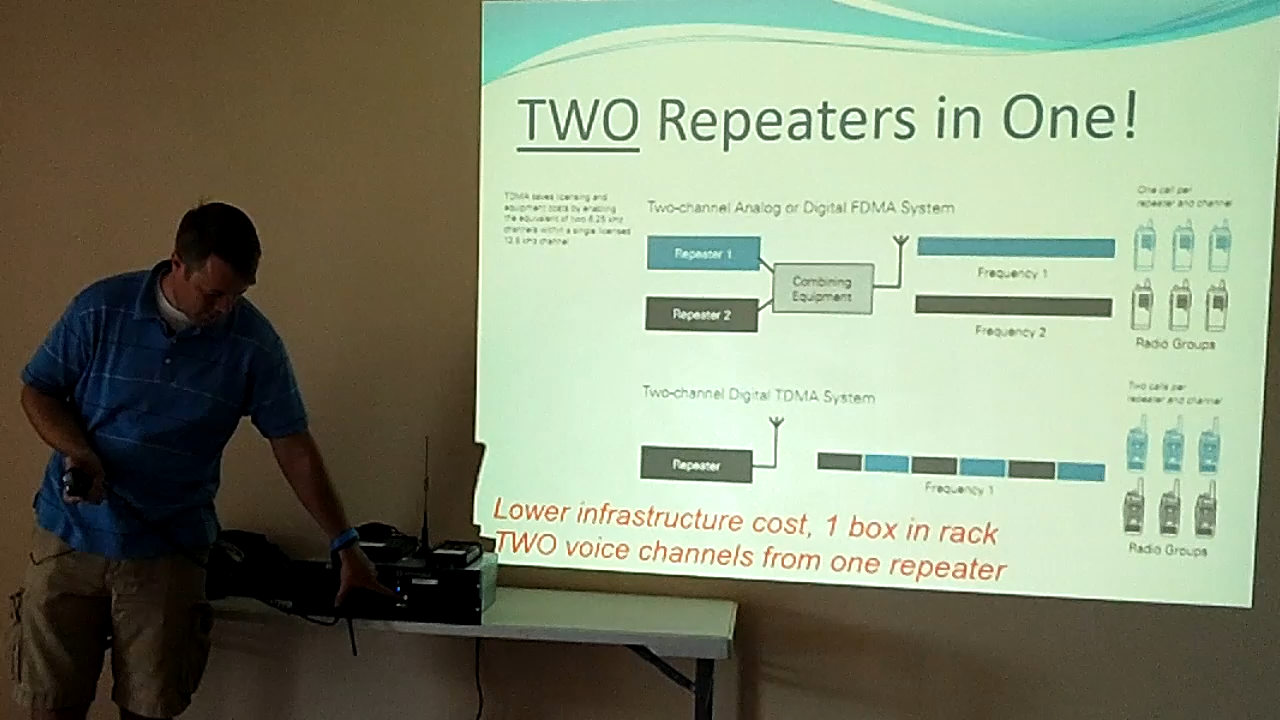 TWO Repeaters in One!
TDMA saves licensing and
equipment costs by enabling
the equivalent of two 6.25 kHz
channels within a single licensed
12.5 kHz channel
Two-channel Analog or Digital FDMA System
One call per
repeater and channel
Repeater 1
Combining
Equipment
Frequency 1
Repeater 2
Frequency 2
Radio Groups
Two-channel Digital TDMA System
Two calls per
repeater and channel
Repeater
Frequency 1
Radio Groups
Lower infrastructure cost, 1 box in rack
TWO voice channels from one repeater